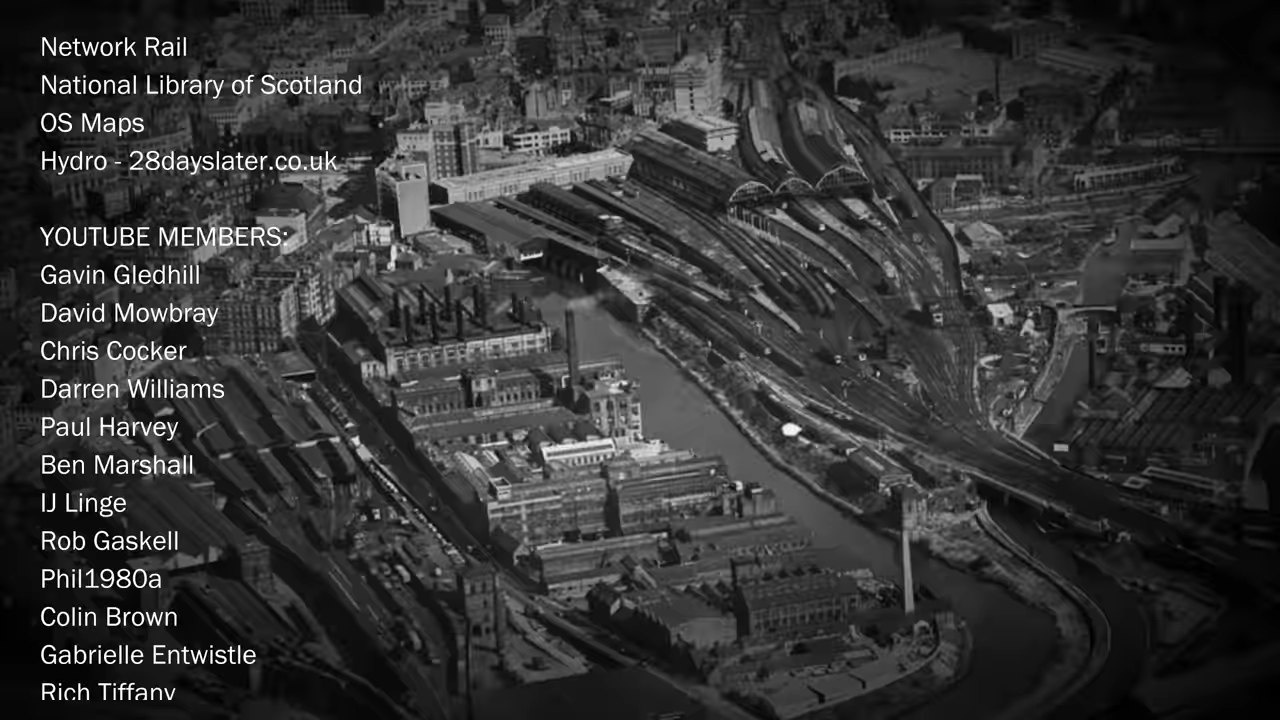 Network Rail
National Library of Scotland
OS Maps
Hydro - 28dayslater.co.uk
YOUTUBE MEMBERS:
Gavin Gledhill
David Mowbray
Chris Cocker
Darren Williams
Paul Harvey
Ben Marshall
IJ Linge
Rob Gaskell
Phil1980a
Colin Brown
Gabrielle Entwistle
Rich Tiffany